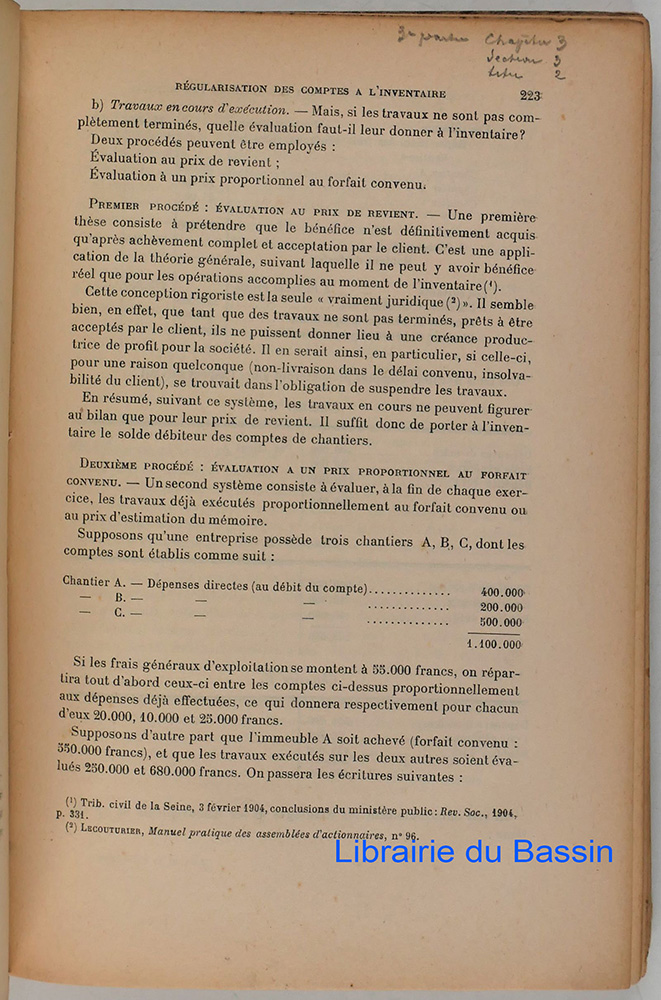 3e partie Chapitre 3
Section 3
titre 2
RÉGULARISATION DES COMPTES A L'INVENTAIRE 223
b) Travaux en cours d'exécution. — Mais, si les travaux ne sont pas com-
plètement terminés, quelle évaluation faut-il leur donner à l'inventaire?
Deux procédés peuvent être employés :
Évaluation au prix de revient ;
Évaluation à un prix proportionnel au forfait convenu.
PREMIER PROCÉDÉ : ÉVALUATION AU PRIX DE REVIENT. — Une première
thèse consiste à prétendre que le bénéfice n'est définitivement acquis
qu'après achèvement complet et acceptation par le client. C'est une appli-
cation de la théorie générale, suivant laquelle il ne peut y avoir bénéfice
réel que pour les opérations accomplies au moment de l'inventaire (¹).
Cette conception rigoriste est la seule « vraiment juridique (²) ». Il semble
bien, en effet, que tant que des travaux ne sont pas terminés, prêts à être
acceptés par le client, ils ne puissent donner lieu à une créance produc-
trice de profit pour la société. Il en serait ainsi, en particulier, si celle-ci,
pour une raison quelconque (non-livraison dans le délai convenu, insolva-
bilité du client), se trouvait dans l'obligation de suspendre les travaux.
En résumé, suivant ce système, les travaux en cours ne peuvent figurer
au bilan que pour leur prix de revient. Il suffit donc de porter à l'inven-
taire le solde débiteur des comptes de chantiers.
DEUXIÈME PROCÉDÉ : ÉVALUATION A UN PRIX PROPORTIONNEL AU FORFAIT
CONVENU. — Un second système consiste à évaluer, à la fin de chaque exer-
cice, les travaux déjà exécutés proportionnellement au forfait convenu ou
au prix d'estimation du mémoire.
Supposons qu'une entreprise possède trois chantiers A, B, C, dont les
comptes sont établis comme suit :
Chantier A. — Dépenses directes (au débit du compte).............. 400.000
— B. — — — .............. 200.000
— C. — — — .............. 500.000
1.100.000
Si les frais généraux d'exploitation se montent à 55.000 francs, on répar-
tira tout d'abord ceux-ci entre les comptes ci-dessus proportionnellement
aux dépenses déjà effectuées, ce qui donnera respectivement pour chacun
d'eux 20.000, 10.000 et 25.000 francs.
Supposons d'autre part que l'immeuble A soit achevé (forfait convenu :
550.000 francs), et que les travaux exécutés sur les deux autres soient éva-
lués 250.000 et 680.000 francs. On passera les écritures suivantes :
(¹) Trib. civil de la Seine, 3 février 1904, conclusions du ministère public : Rev. Soc., 1904,
p. 331.
(²) LECOUTURIER, Manuel pratique des assemblées d'actionnaires, n° 96.
Librairie du Bassin